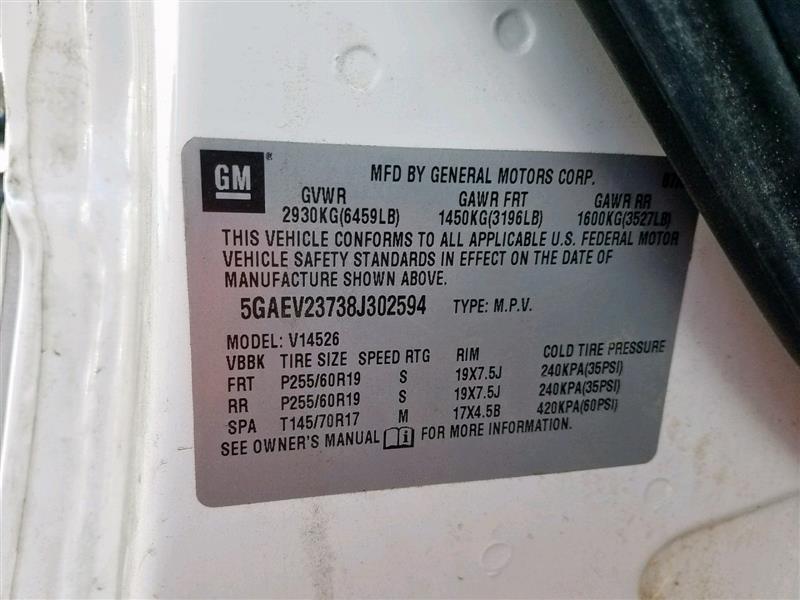 GM ® MFD BY GENERAL MOTORS CORP.
GVWR GAWR FRT GAWR RR
2930KG(6459LB) 1450KG(3196LB) 1600KG(3527LB)
THIS VEHICLE CONFORMS TO ALL APPLICABLE U.S. FEDERAL MOTOR
VEHICLE SAFETY STANDARDS IN EFFECT ON THE DATE OF
MANUFACTURE SHOWN ABOVE.
5GAEV23738J302594 TYPE: M.P.V.
MODEL: V14526
VBBK TIRE SIZE SPEED RTG RIM COLD TIRE PRESSURE
FRT P255/60R19 S 19X7.5J 240KPA(35PSI)
RR P255/60R19 S 19X7.5J 240KPA(35PSI)
SPA T145/70R17 M 17X4.5B 420KPA(60PSI)
SEE OWNER'S MANUAL FOR MORE INFORMATION.